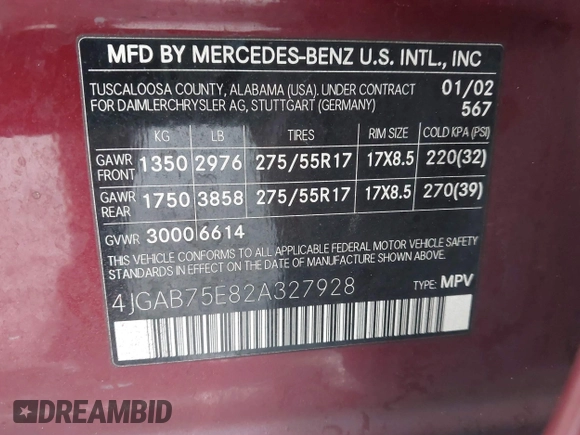 MFD BY MERCEDES-BENZ U.S. INTL., INC
TUSCALOOSA COUNTY, ALABAMA (USA). UNDER CONTRACT 01/02
FOR DAIMLERCHRYSLER AG, STUTTGART (GERMANY) 567
KG LB TIRES RIM SIZE COLD KPA (PSI)
GAWR FRONT 1350 2976 275/55R17 17X8.5 220(32)
GAWR REAR 1750 3858 275/55R17 17X8.5 270(39)
GVWR 3000 6614
THIS VEHICLE CONFORMS TO ALL APPLICABLE FEDERAL MOTOR VEHICLE SAFETY
STANDARDS IN EFFECT ON THE DATE OF MANUFACTURE SHOWN ABOVE.
4JGAB75E82A327928 TYPE: MPV
DREAMBID